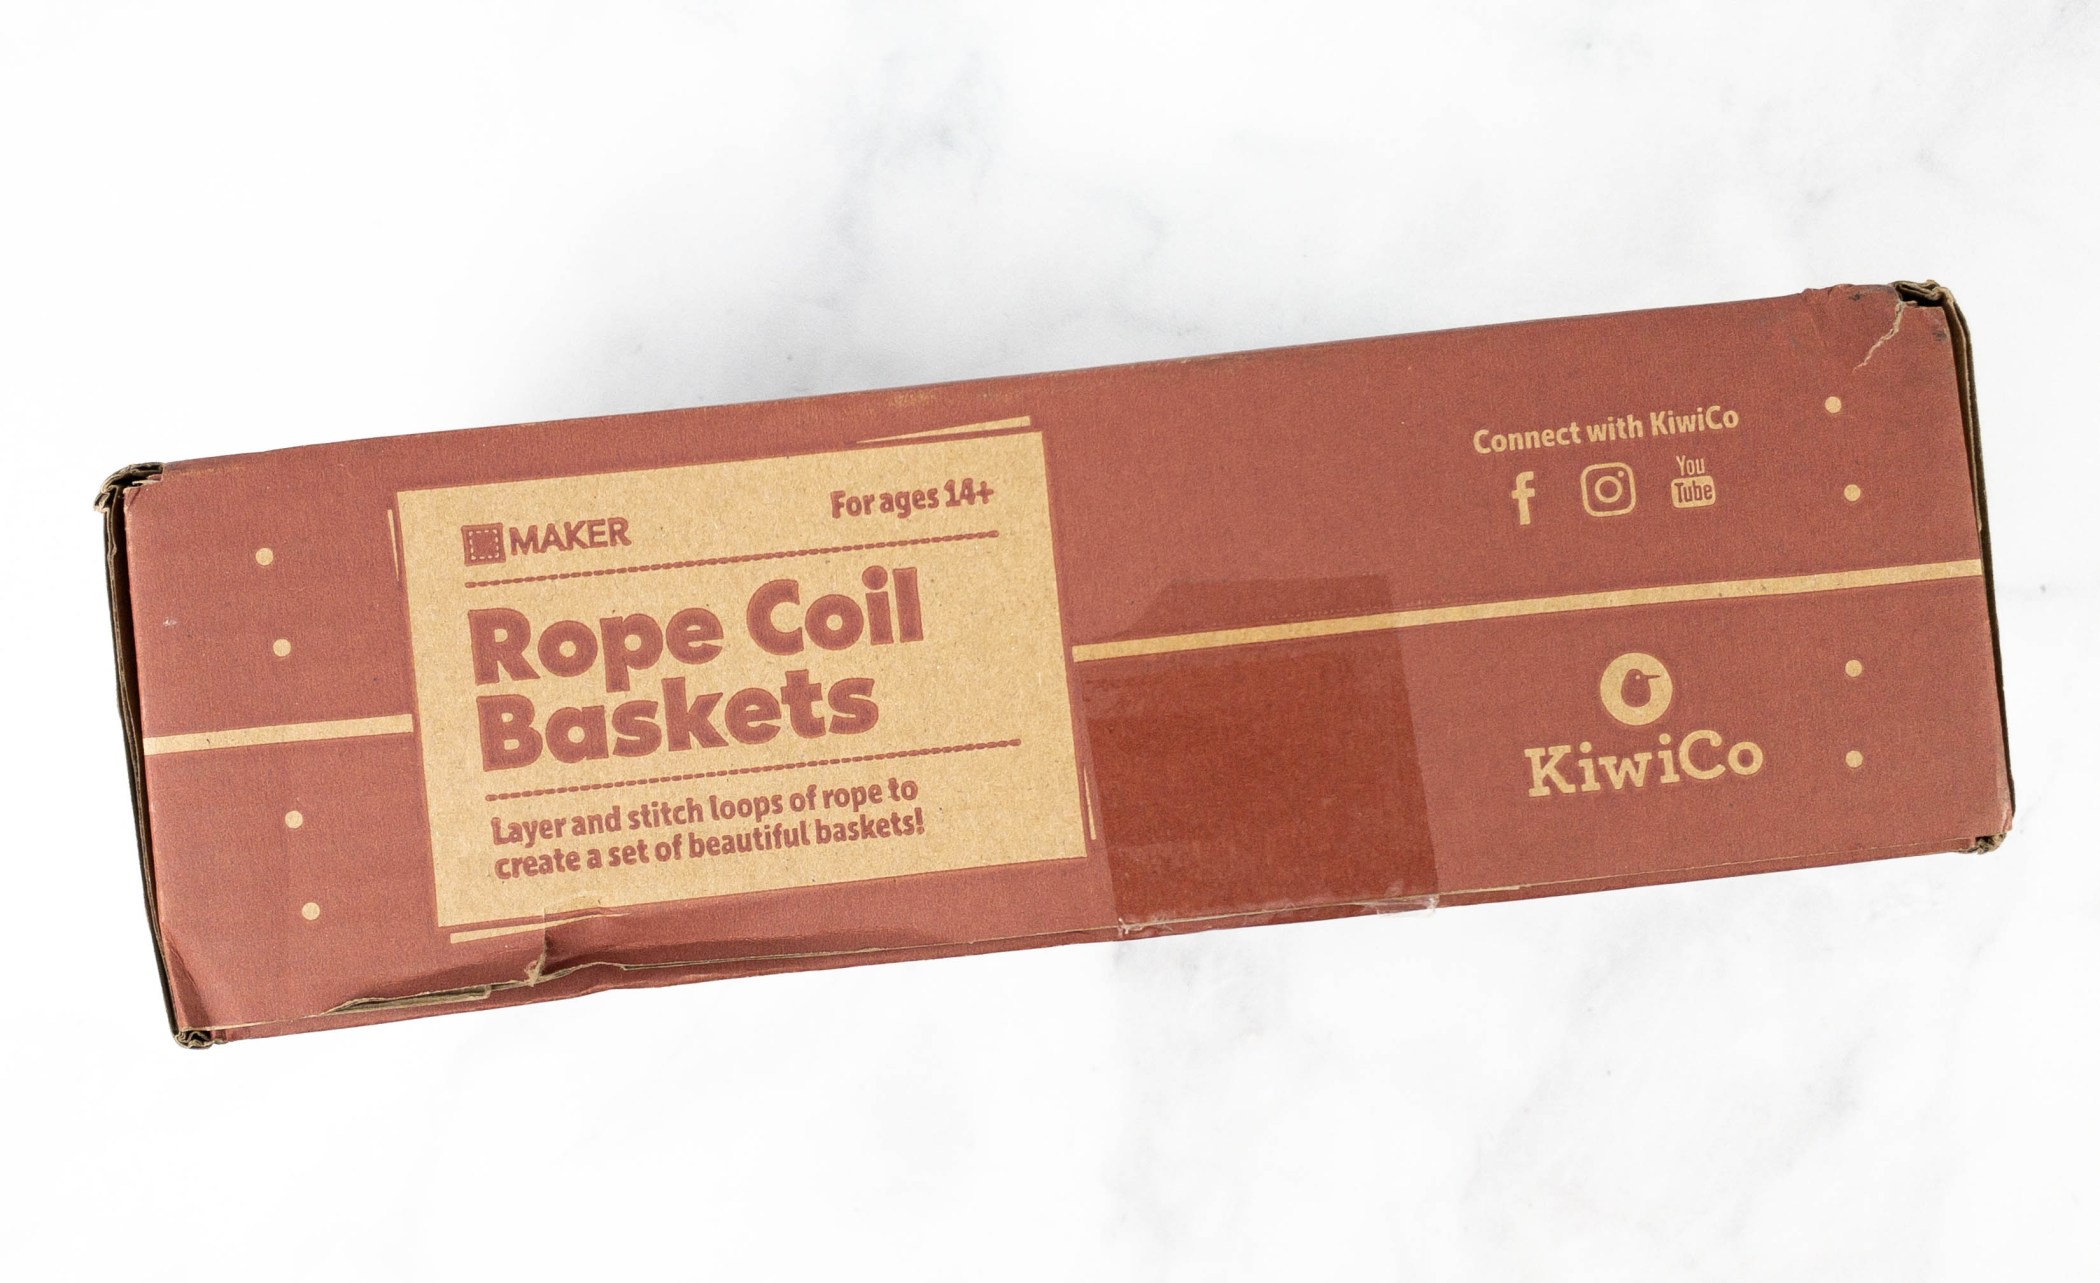 MAKER
For ages 14+
Rope Coil
Baskets
Layer and stitch loops of rope to
create a set of beautiful baskets!
Connect with KiwiCo
You
Tube
KiwiCo